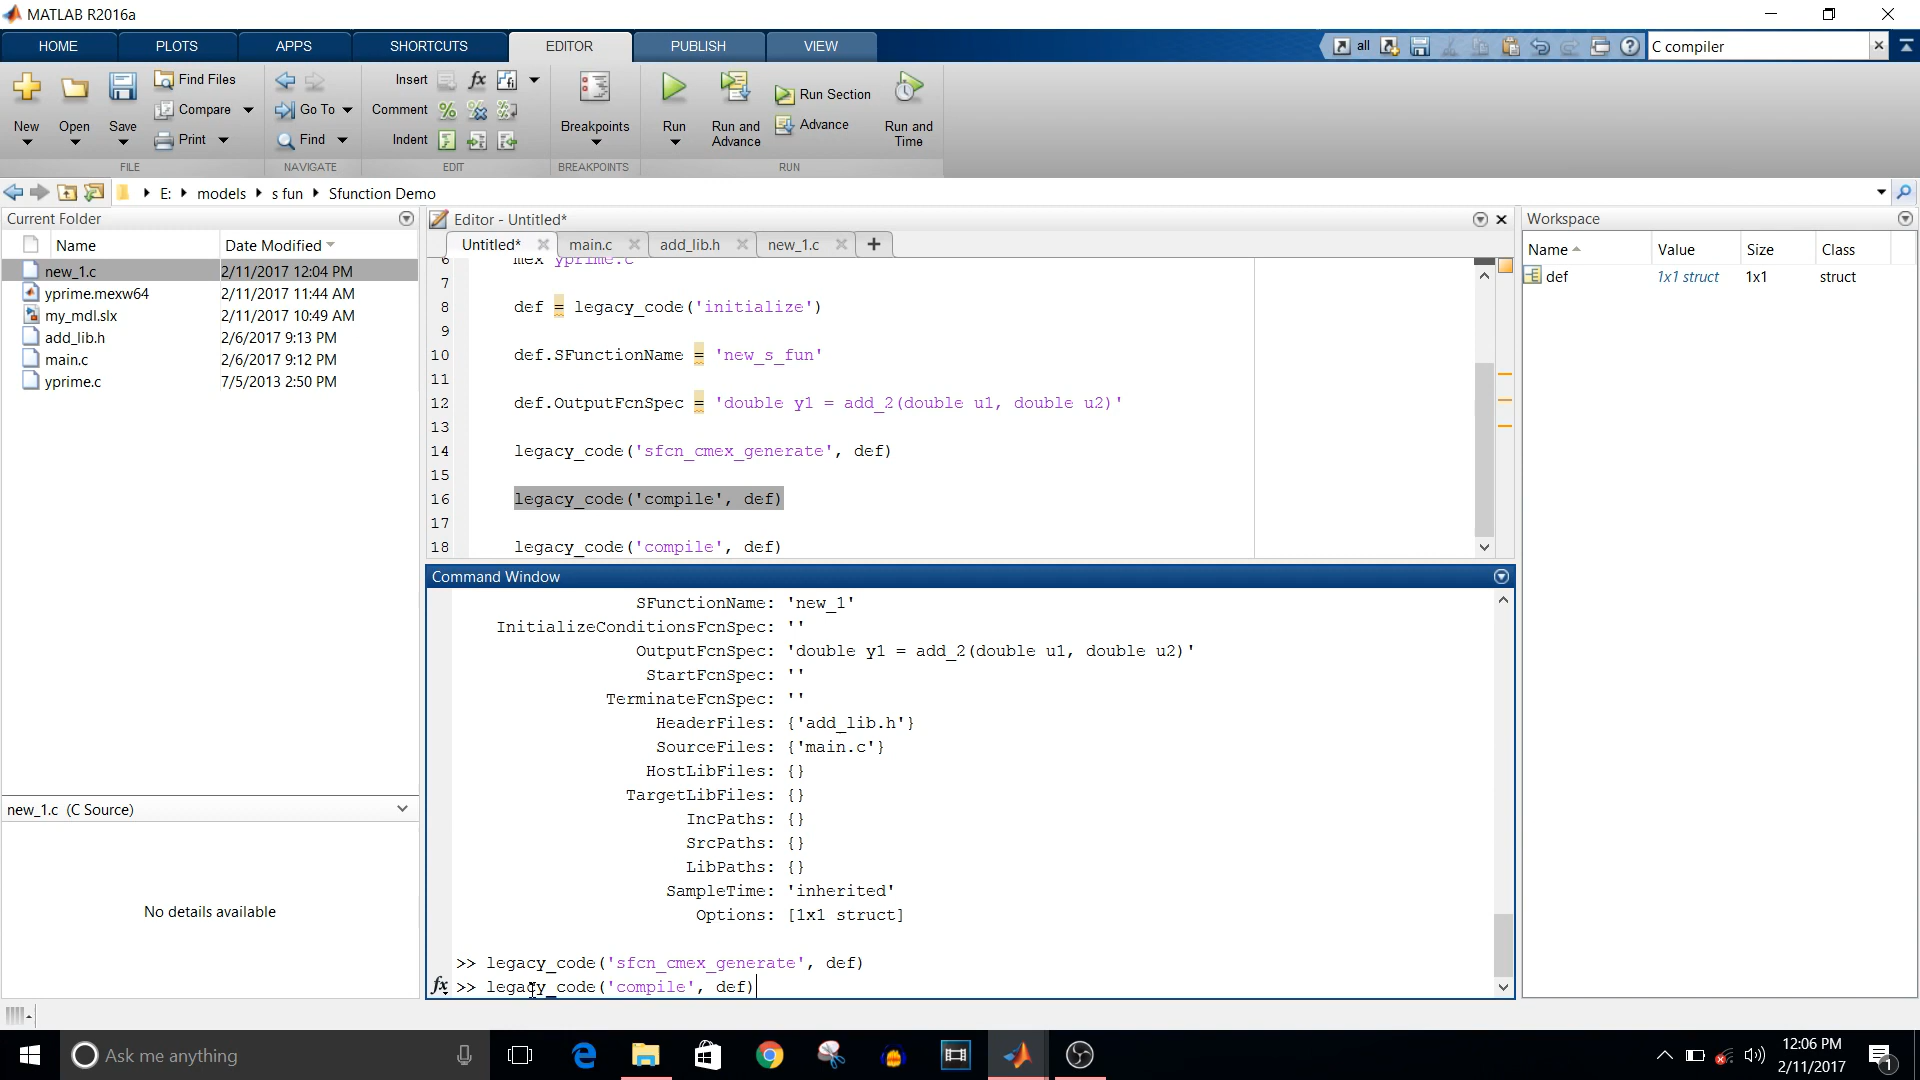 MATLAB R2016a
HOME PLOTS APPS SHORTCUTS EDITOR PUBLISH VIEW
all
C compiler
New Open Save
Find Files
Compare
Print
Go To
Find
Insert
Comment
Indent
Breakpoints
Run
Run and Advance
Run Section
Advance
Run and Time
FILE NAVIGATE EDIT BREAKPOINTS RUN
E: models s fun Sfunction Demo
Current Folder
Name Date Modified
new_1.c 2/11/2017 12:04 PM
yprime.mexw64 2/11/2017 11:44 AM
my_mdl.slx 2/11/2017 10:49 AM
add_lib.h 2/6/2017 9:13 PM
main.c 2/6/2017 9:12 PM
yprime.c 7/5/2013 2:50 PM
new_1.c (C Source)
No details available
Editor - Untitled*
Untitled* main.c add_lib.h new_1.c
6 mex yprime.c
7
8 def = legacy_code('initialize')
9
10 def.SFunctionName = 'new_s_fun'
11
12 def.OutputFcnSpec = 'double y1 = add_2(double u1, double u2)'
13
14 legacy_code('sfcn_cmex_generate', def)
15
16 legacy_code('compile', def)
17
18 legacy_code('compile', def)
Command Window
SFunctionName: 'new_1'
InitializeConditionsFcnSpec: ''
OutputFcnSpec: 'double y1 = add_2(double u1, double u2)'
StartFcnSpec: ''
TerminateFcnSpec: ''
HeaderFiles: {'add_lib.h'}
SourceFiles: {'main.c'}
HostLibFiles: {}
TargetLibFiles: {}
IncPaths: {}
SrcPaths: {}
LibPaths: {}
SampleTime: 'inherited'
Options: [1x1 struct]
>> legacy_code('sfcn_cmex_generate', def)
fx >> legacy_code('compile', def)
Workspace
Name Value Size Class
def 1x1 struct 1x1 struct
Ask me anything
12:06 PM
2/11/2017
1